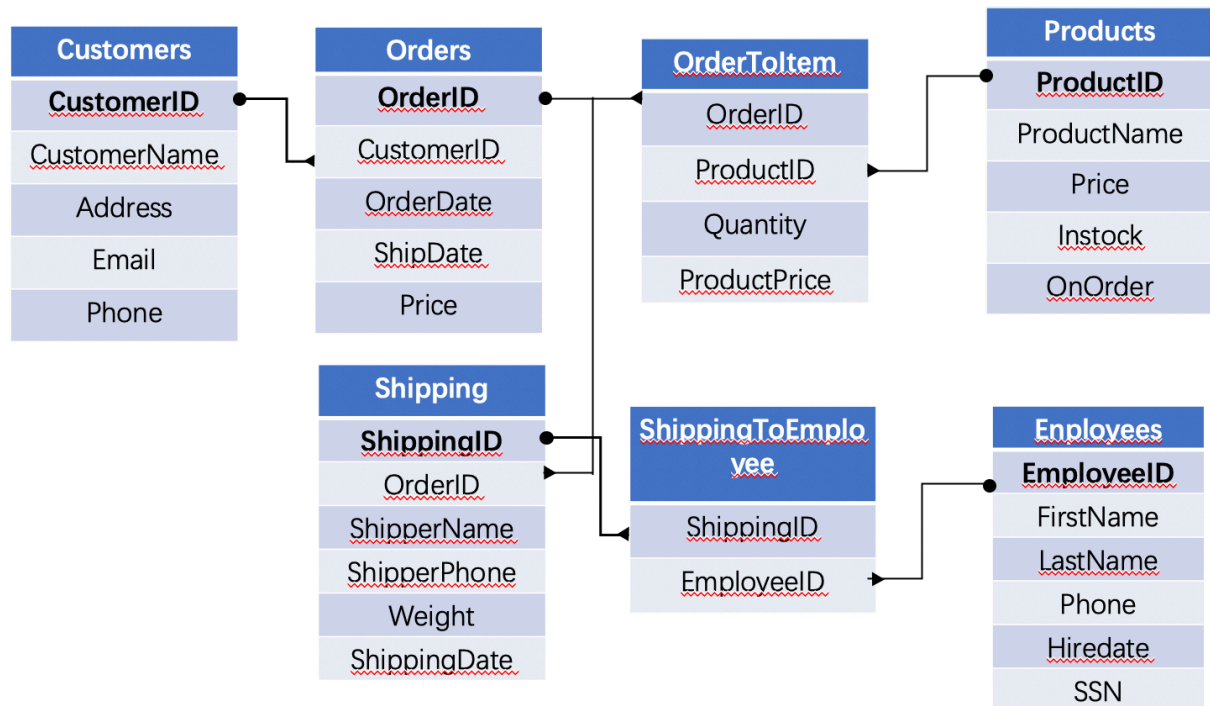 Customers
CustomerID
CustomerName
Address
Email
Phone
Orders
OrderID
CustomerID
OrderDate
ShipDate
Price
OrderToItem
OrderID
ProductID
Quantity
ProductPrice
Products
ProductID
ProductName
Price
Instock
OnOrder
Shipping
ShippingID
OrderID
ShipperName
ShipperPhone
Weight
ShippingDate
ShippingToEmplo
yee
ShippingID
EmployeeID
Enployees
EmployeeID
FirstName
LastName
Phone
Hiredate
SSN